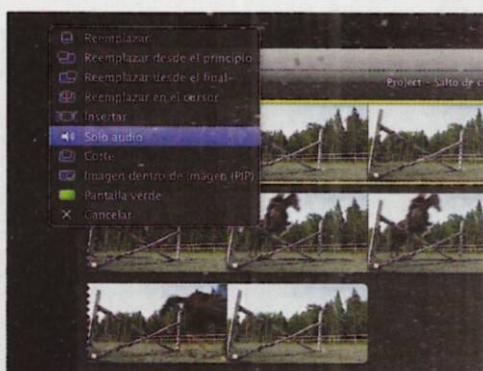 Reemplazar
Reemplazar desde el principio
Reemplazar desde el final
Reemplazar en el cursor
Insertar
Solo audio
Corte
Imagen dentro de imagen (PIP)
Pantalla verde
Cancelar
Project - Salto de c